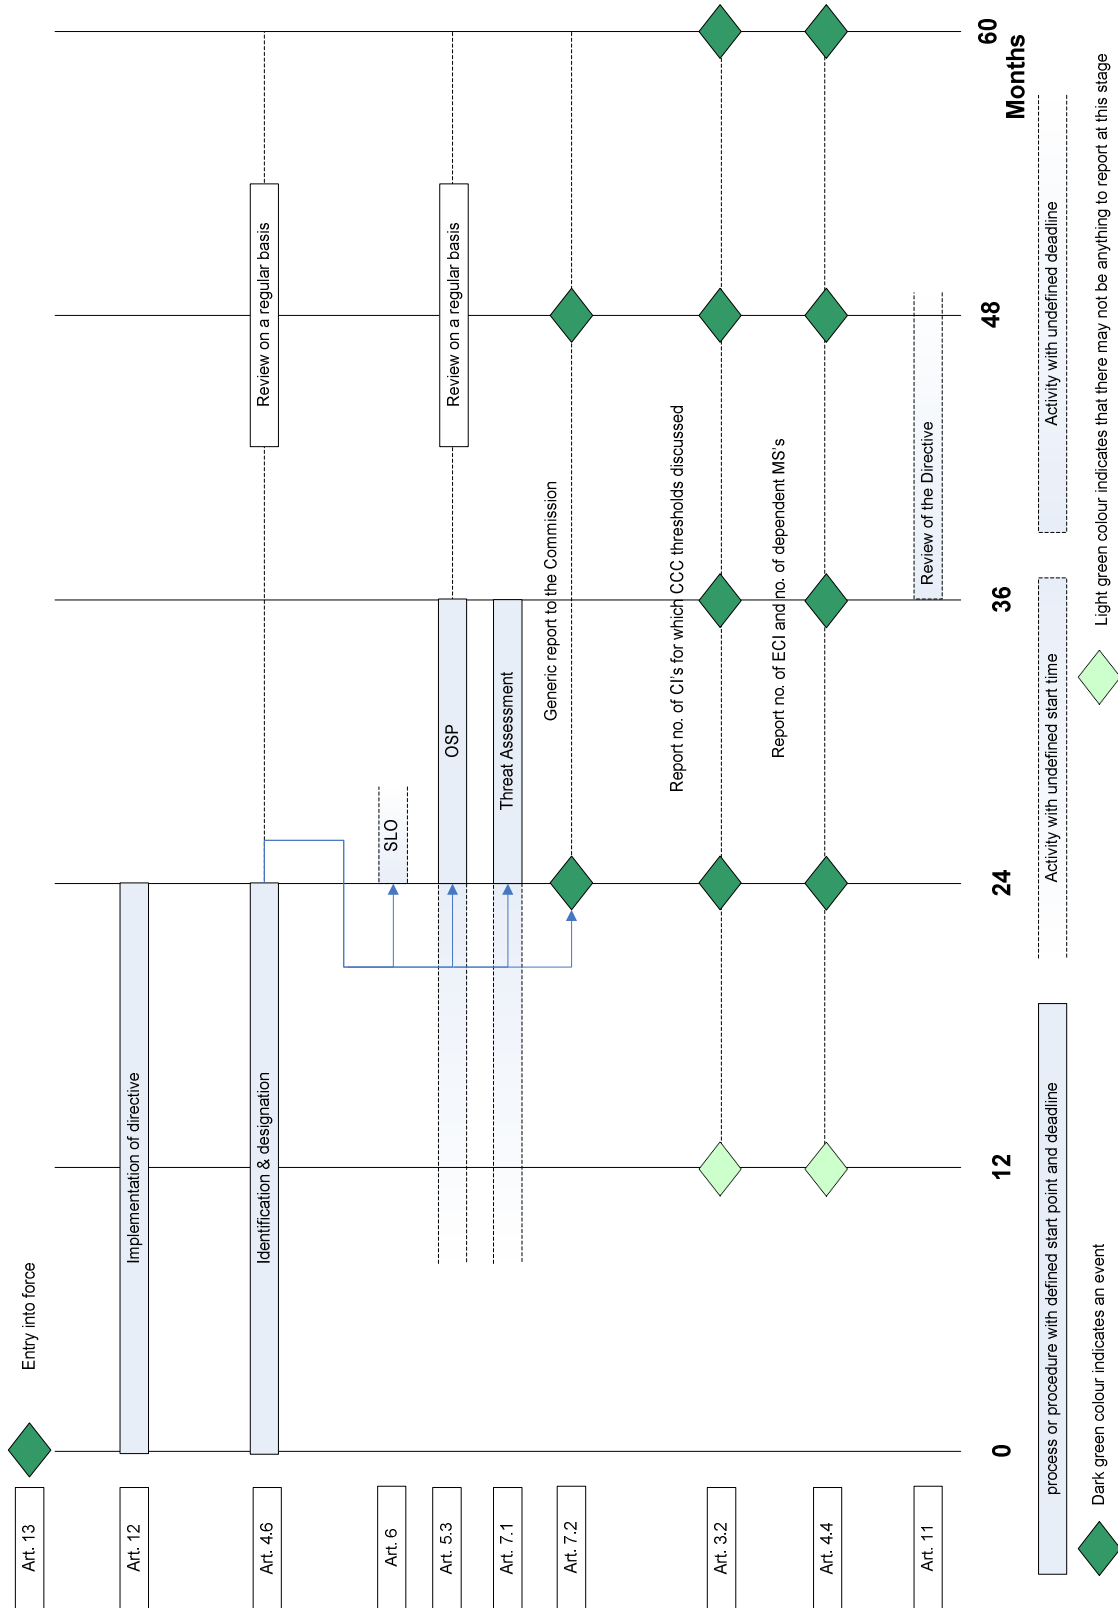 Art. 13
Entry into force
Art. 12
Implementation of directive
Art. 4.6
Identification & designation
Review on a regular basis
Art. 6
SLO
Art. 5.3
OSP
Review on a regular basis
Art. 7.1
Threat Assessment
Generic report to the Commission
Art. 7.2
Report no. of CI's for which CCC thresholds discussed
Art. 3.2
Report no. of ECI and no. of dependent MS's
Art. 4.4
Art. 11
Review of the Directive
0
12
24
36
48
60
Months
process or procedure with defined start point and deadline
Activity with undefined start time
Activity with undefined deadline
Dark green colour indicates an event
Light green colour indicates that there may not be anything to report at this stage